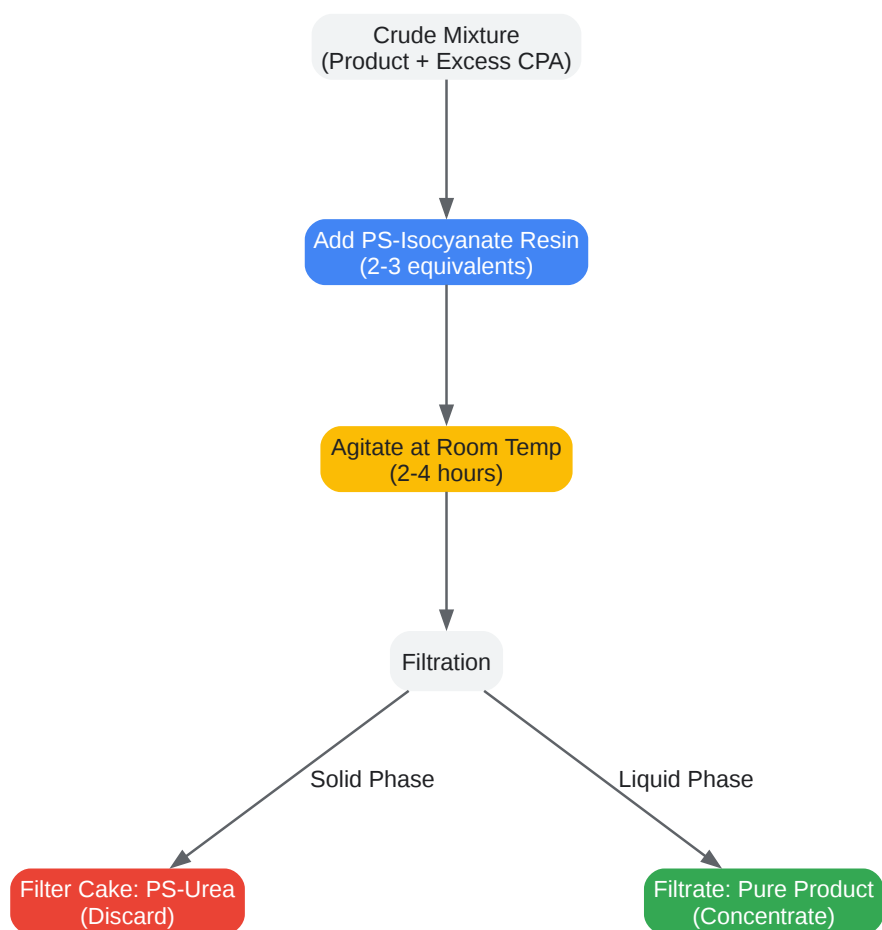 Crude Mixture
(Product + Excess CPA)
Add PS-Isocyanate Resin
(2-3 equivalents)
Agitate at Room Temp
(2-4 hours)
Filtration
Solid Phase
Liquid Phase
Filter Cake: PS-Urea
(Discard)
Filtrate: Pure Product
(Concentrate)